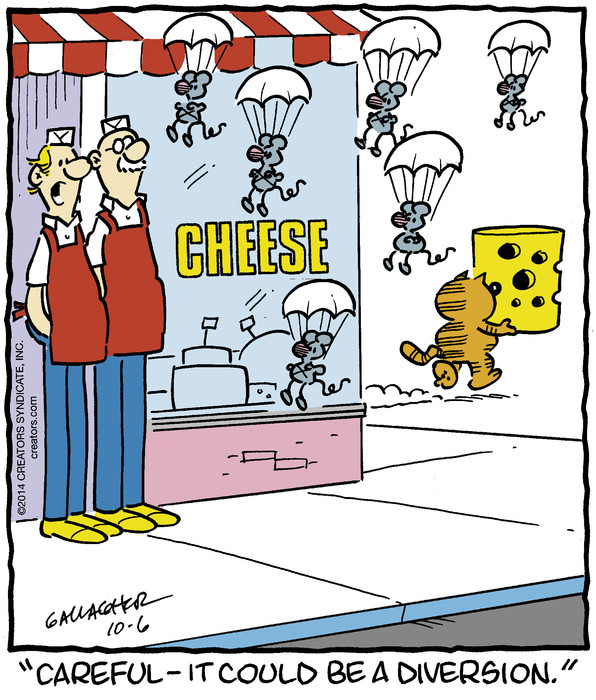 CHEESE
©2014 CREATORS SYNDICATE, INC.
creators.com
GALLAGHER
10-6
"CAREFUL – IT COULD BE A DIVERSION."